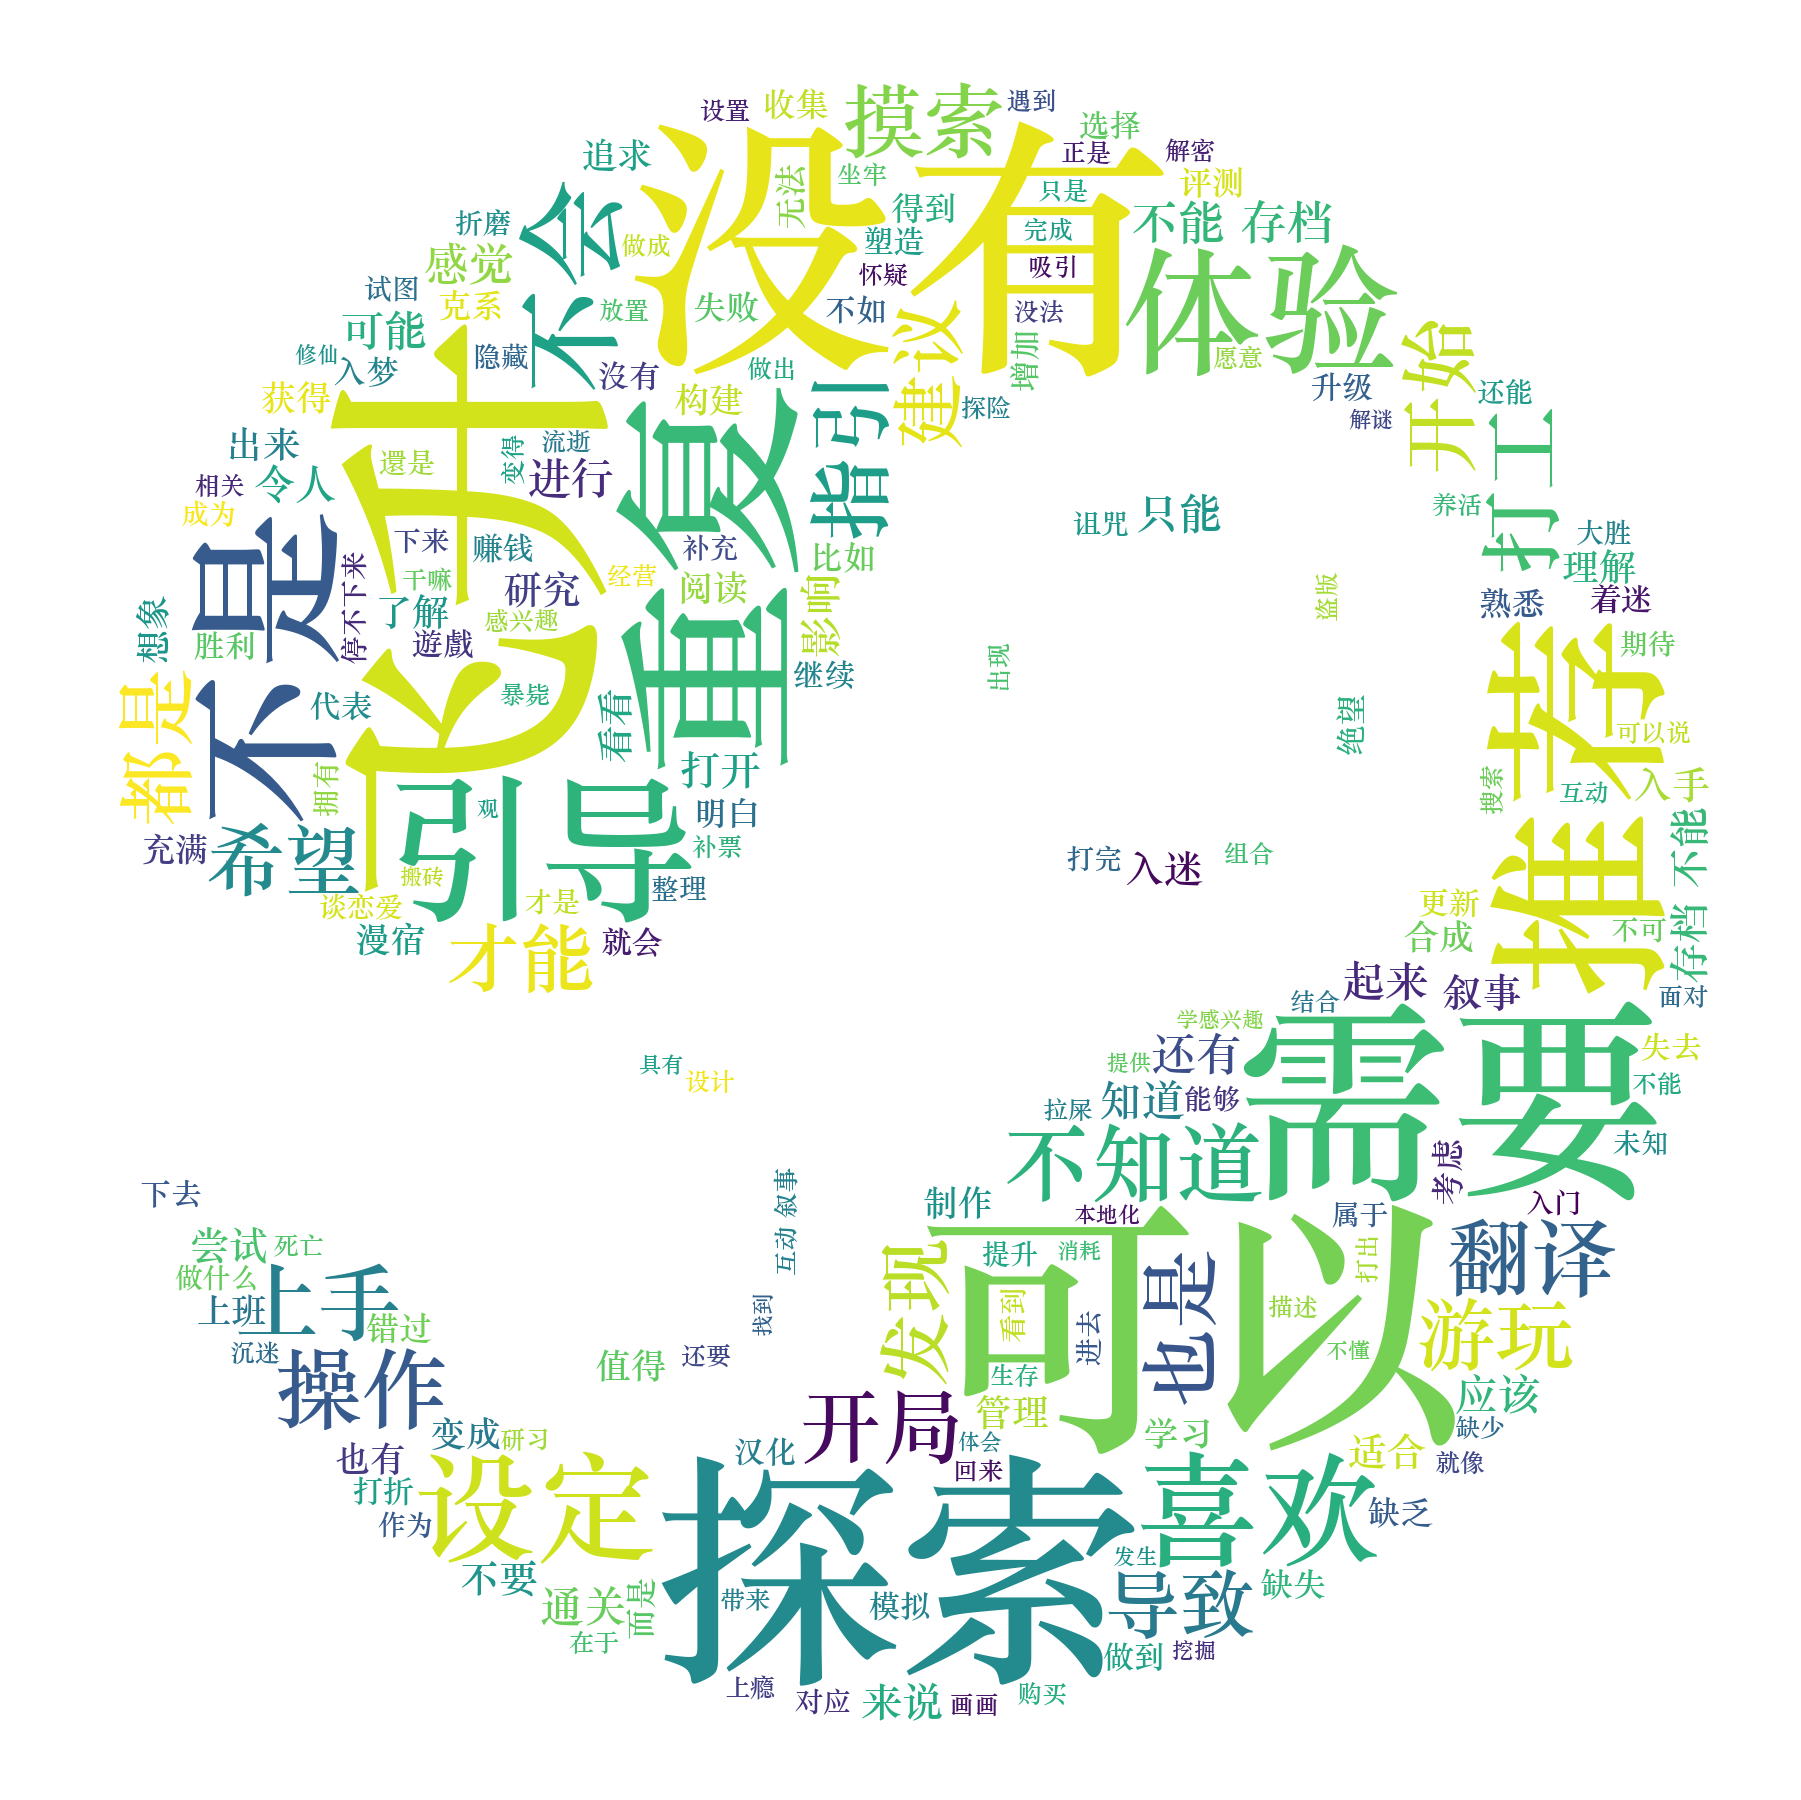 没有
可以
探索
需要
飞升
重复
推荐
体验
引导
不是
喜欢
设定
不会
摸索
指引
建议
开始
打工
不能 存档
感觉
可能
追求
收集
设置
遇到
选择
正是
解密
评测
坐牢
无法
只是
得到
完成
塑造
吸引
怀疑
没法
不如
失败
做成
放置
折磨
试图
克系
修仙
入梦
隐藏
沒有
做出
构建
增加
探险
愿意
升级
还能
解谜
养活
大胜
理解
熟悉
着迷
期待
可以说
入手
互动
搜索
不可
存档 不能
面对
更新
合成
获得
出来
令人
相关
成为
還是
变得
流逝
进行
下来
赚钱
干嘛
了解
研究
经营
补充
阅读
比如
影响
继续
感兴趣
遊戲
停不下来
想象
胜利
都是
代表
暴毙
看看
打开
明白
补票
整理
拥有
充满
希望
观
搬砖
谈恋爱
才是
漫宿
才能
就会
诅咒
只能
盗版
出现
绝望
打完
入迷
组合
具有
设计
起来
叙事
结合
学感兴趣
还有
提供
知道
能够
拉屎
不知道
失去
不能
未知
考虑
入门
属于
翻译
本地化
制作
提升
消耗
发现
看到
进去
也是
打出
描述
不懂
游玩
应该
缺少
就像
适合
学习
生存
管理
开局
体会
回来
汉化
互动 叙事
找到
还要
值得
下去
尝试
死亡
做什么
上手
上班
错过
沉迷
操作
变成
研习
也有
打折
作为
不要
通关
而是
在于
带来
模拟
上瘾
对应
来说
画画
购买
发生
导致
缺失
缺乏
做到
挖掘